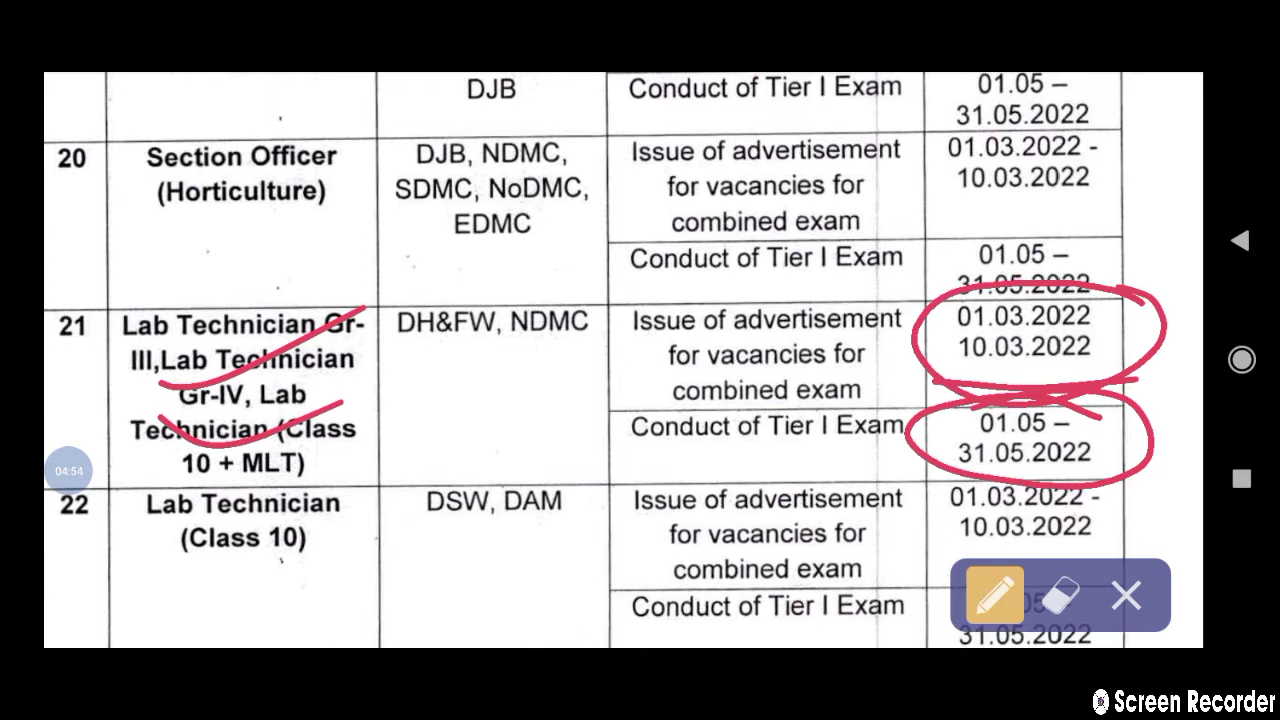 DJB
Conduct of Tier I Exam
01.05 –
31.05.2022
20
Section Officer
(Horticulture)
DJB, NDMC,
SDMC, NoDMC,
EDMC
Issue of advertisement
for vacancies for
combined exam
01.03.2022 -
10.03.2022
Conduct of Tier I Exam
01.05 –
31.05.2022
21
Lab Technician Gr-
III,Lab Technician
Gr-IV, Lab
Technician (Class
10 + MLT)
DH&FW, NDMC
Issue of advertisement
for vacancies for
combined exam
01.03.2022
10.03.2022
Conduct of Tier I Exam
01.05 –
31.05.2022
04:54
22
Lab Technician
(Class 10)
DSW, DAM
Issue of advertisement
for vacancies for
combined exam
01.03.2022 -
10.03.2022
Conduct of Tier I Exam
31.05.2022
Screen Recorder